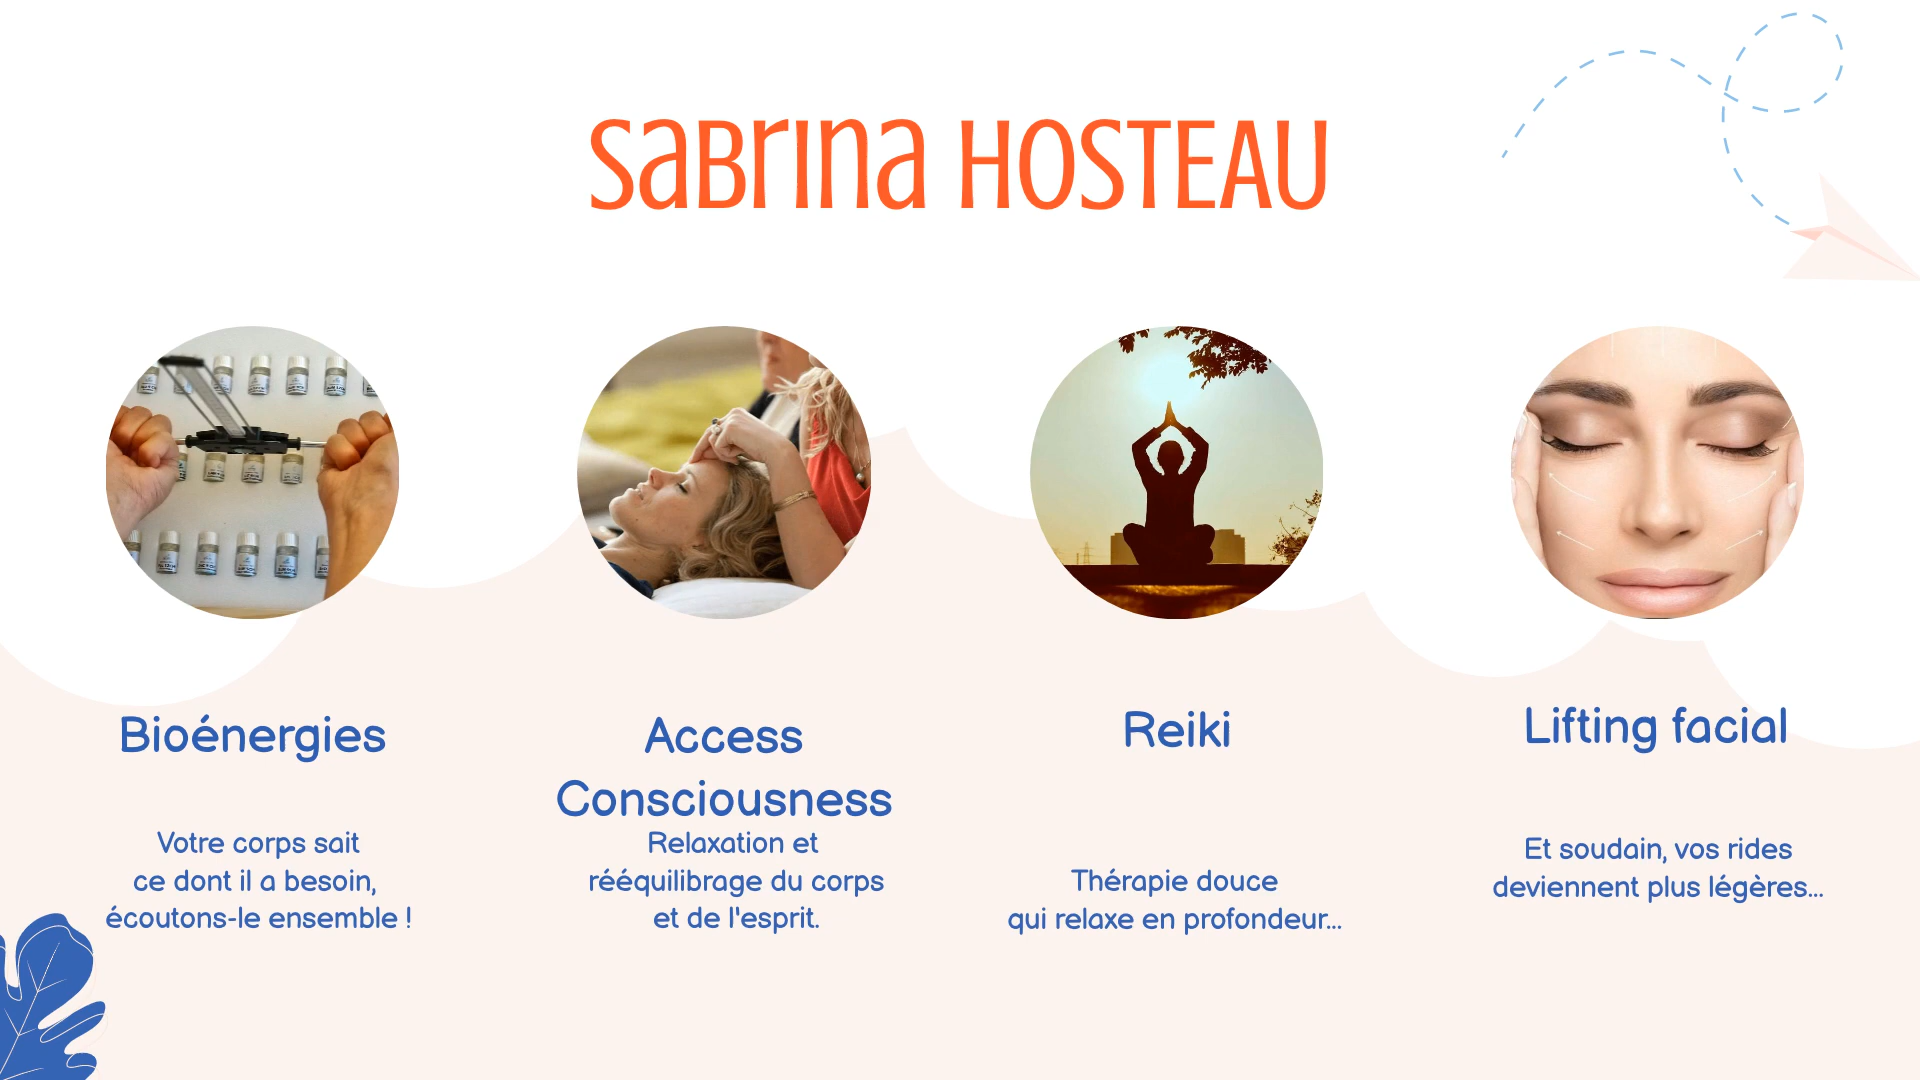 Sabrina HOSTEAU
Bioénergies
Votre corps sait
ce dont il a besoin,
écoutons-le ensemble !
Access
Consciousness
Relaxation et
rééquilibrage du corps
et de l'esprit.
Reiki
Thérapie douce
qui relaxe en profondeur...
Lifting facial
Et soudain, vos rides
deviennent plus légères...